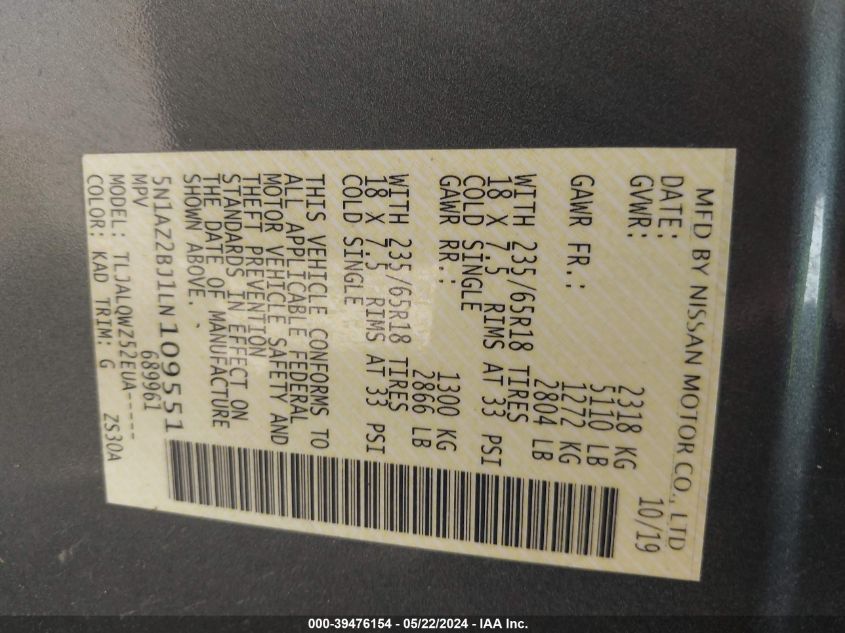 MFD BY NISSAN MOTOR CO., LTD
DATE: 10/19
GVWR: 2318 KG
5110 LB
GAWR FR.: 1272 KG
2804 LB
WITH 235/65R18 TIRES
18 X 7.5 RIMS AT 33 PSI
COLD SINGLE
GAWR RR.: 1300 KG
2866 LB
WITH 235/65R18 TIRES
18 X 7.5 RIMS AT 33 PSI
COLD SINGLE
THIS VEHICLE CONFORMS TO
ALL APPLICABLE FEDERAL
MOTOR VEHICLE SAFETY AND
THEFT PREVENTION
STANDARDS IN EFFECT ON
THE DATE OF MANUFACTURE
SHOWN ABOVE.
5N1AZ2BJ1LN109551
MPV 689961
MODEL: TLJALQWZ52EUA-----
COLOR: KAD TRIM: G ZS30A
000-39476154 - 05/22/2024 - IAA Inc.